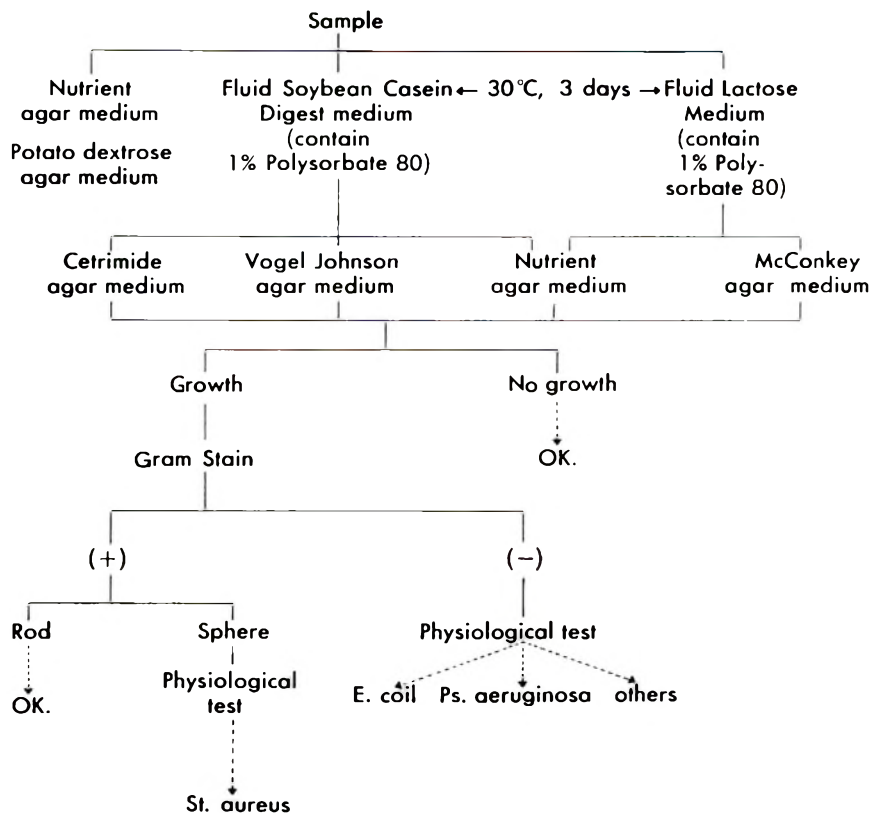 Sample
Nutrient
agar medium
Potato dextrose
agar medium
Fluid Soybean Casein ← 30°C, 3 days → Fluid Lactose
Digest medium
(contain
1% Polysorbate 80)
Medium
(contain
1% Poly-
sorbate 80)
Cetrimide
agar medium
Vogel Johnson
agar medium
Nutrient
agar medium
McConkey
agar medium
Growth
No growth
Gram Stain
OK.
(+)
(−)
Rod
Sphere
Physiological test
OK.
Physiological
test
E. coil
Ps. aeruginosa
others
St. aureus